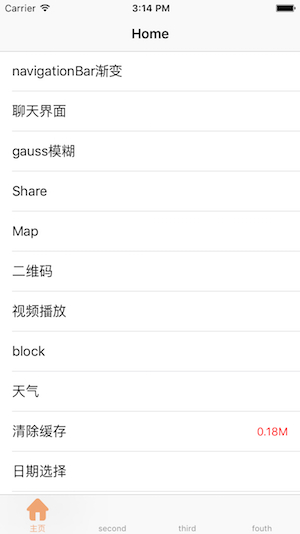 Carrier 3:14 PM
Home
navigationBar渐变
聊天界面
gauss模糊
Share
Map
二维码
视频播放
block
天气
清除缓存 0.18M
日期选择
主页 second third fouth